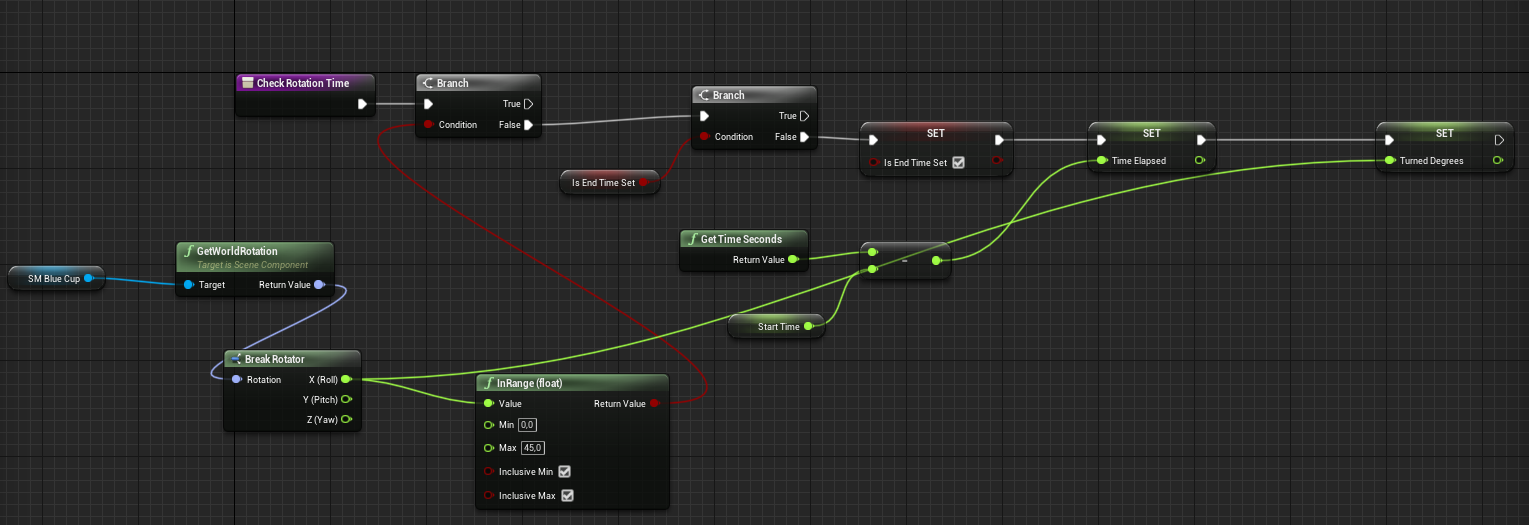 Check Rotation Time
Branch
True
Condition
False
Branch
True
Condition
False
Is End Time Set
SET
Is End Time Set
SET
Time Elapsed
SET
Turned Degrees
Get Time Seconds
Return Value
-
Start Time
SM Blue Cup
GetWorldRotation
Target is Scene Component
Target
Return Value
Break Rotator
Rotation
X (Roll)
Y (Pitch)
Z (Yaw)
InRange (float)
Value
Return Value
Min 0,0
Max 45,0
Inclusive Min
Inclusive Max